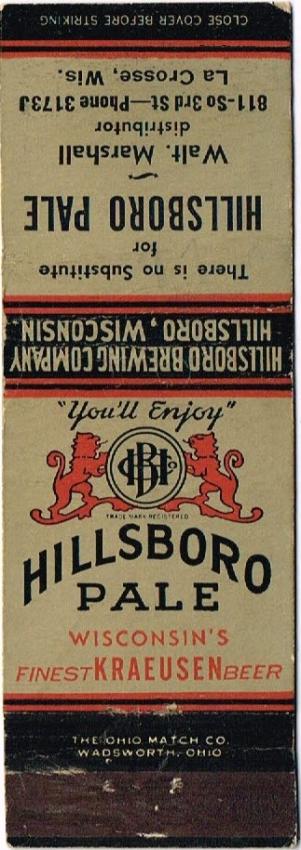 CLOSE COVER BEFORE STRIKING
There is no Substitute
for
HILLSBORO PALE
Walt. Marshall
distributor
811-So 3rd St.-Phone 3173J
La Crosse, Wis.
HILLSBORO BREWING COMPANY
HILLSBORO, WISCONSIN
"You'll Enjoy"
HBCo
TRADE MARK REGISTERED
HILLSBORO
PALE
WISCONSIN'S
FINEST KRAEUSEN BEER
THE OHIO MATCH CO.
WADSWORTH, OHIO